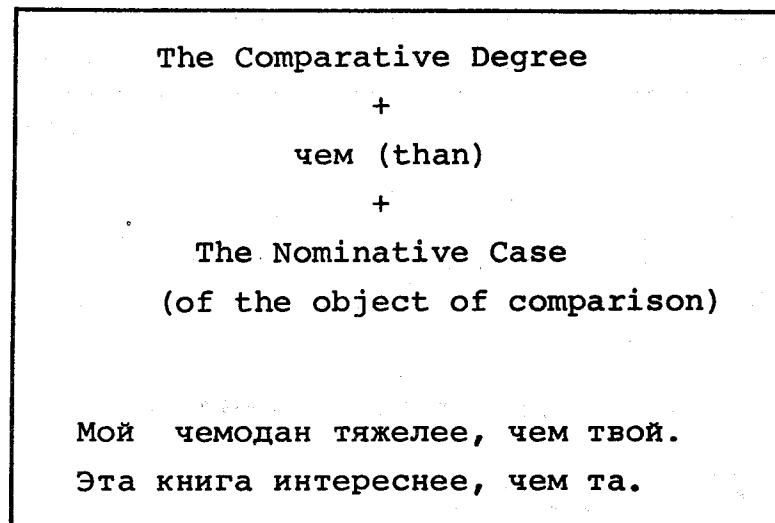 The Comparative Degree
+
чем (than)
+
The Nominative Case
(of the object of comparison)
Мой чемодан тяжелее, чем твой.
Эта книга интереснее, чем та.